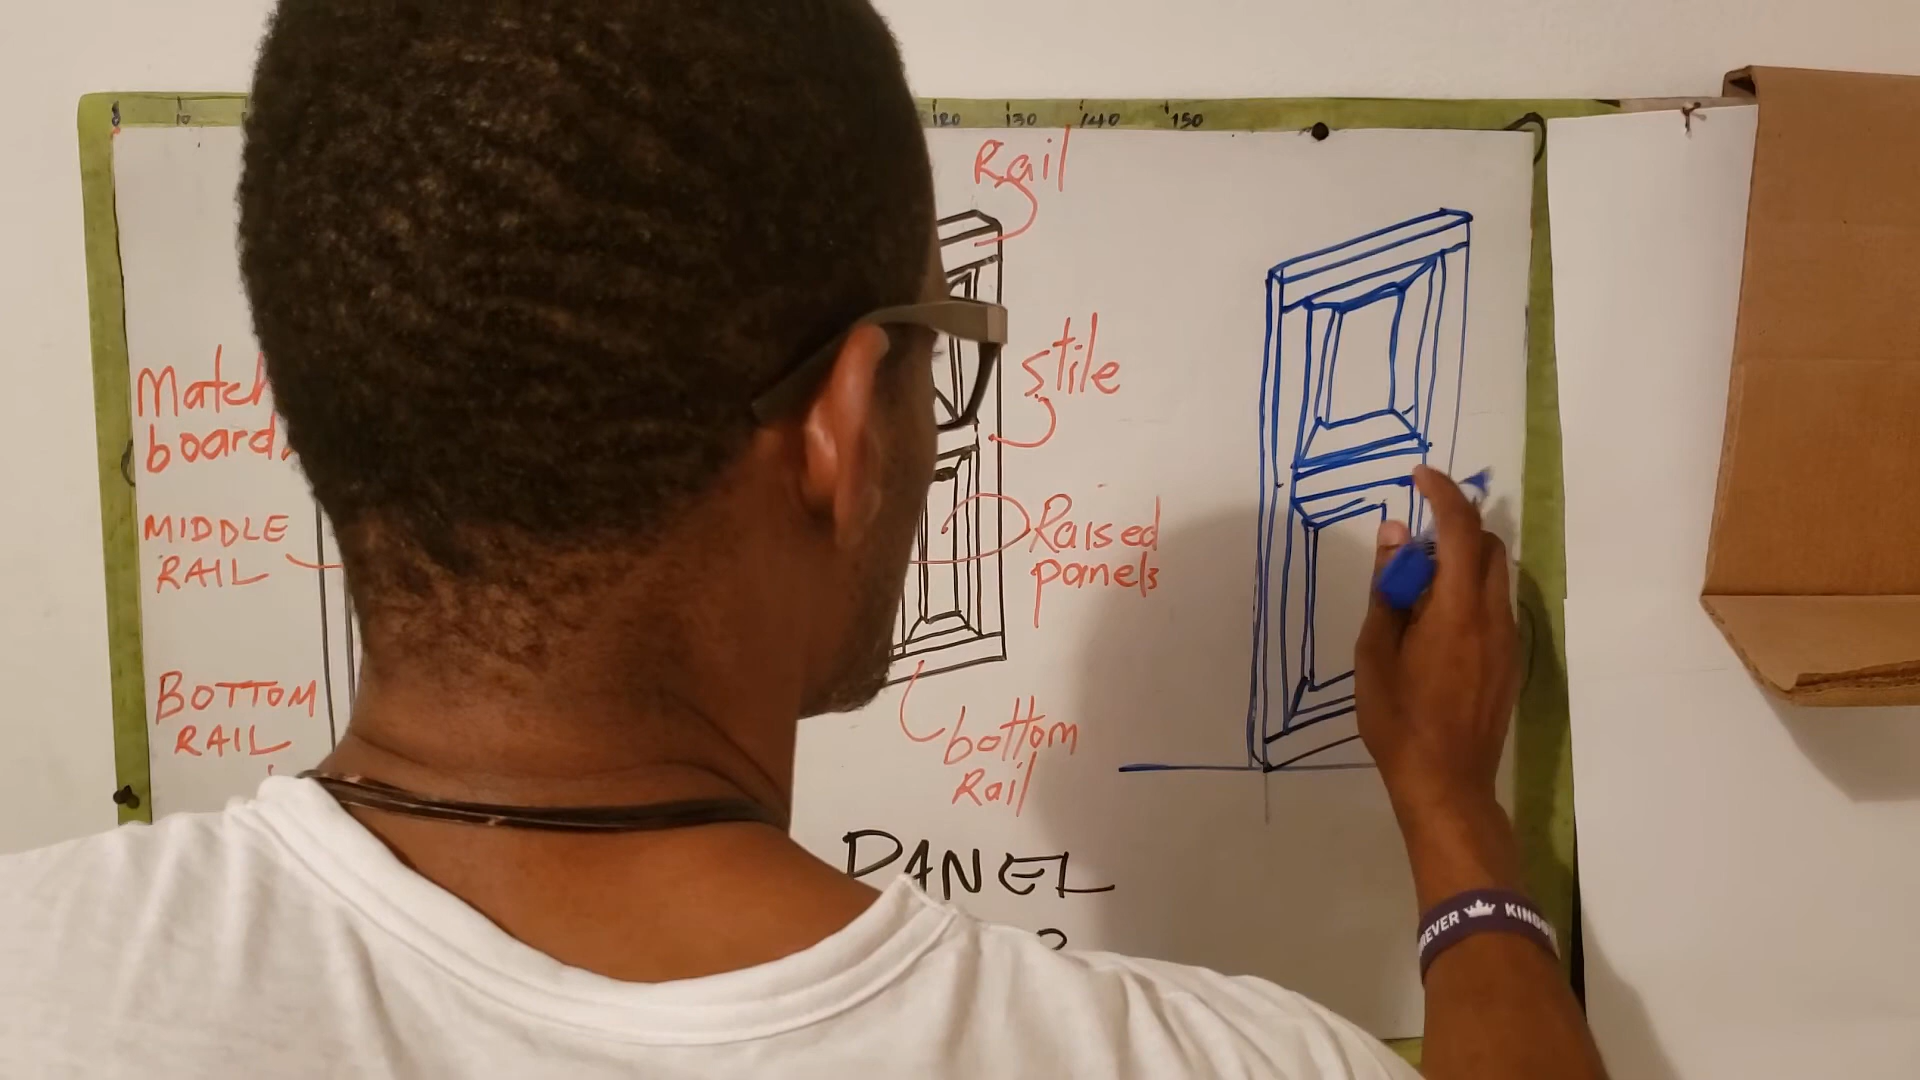 10
120 130 140 150
Rail
stile
Match
board
MIDDLE
RAIL
Raised
panels
BOTTOM
RAIL
bottom
Rail
PANEL